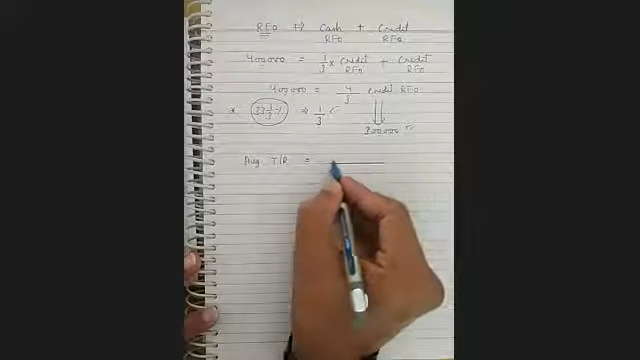 RFO ⇒ Cash RFO + Credit RFO
400000 = 1/3 × Credit RFO + Credit RFO
400000 = 4/3 Credit RFO
* 33 1/3 % ⇒ 1/3 ✓ 300000
Avg. T/R =